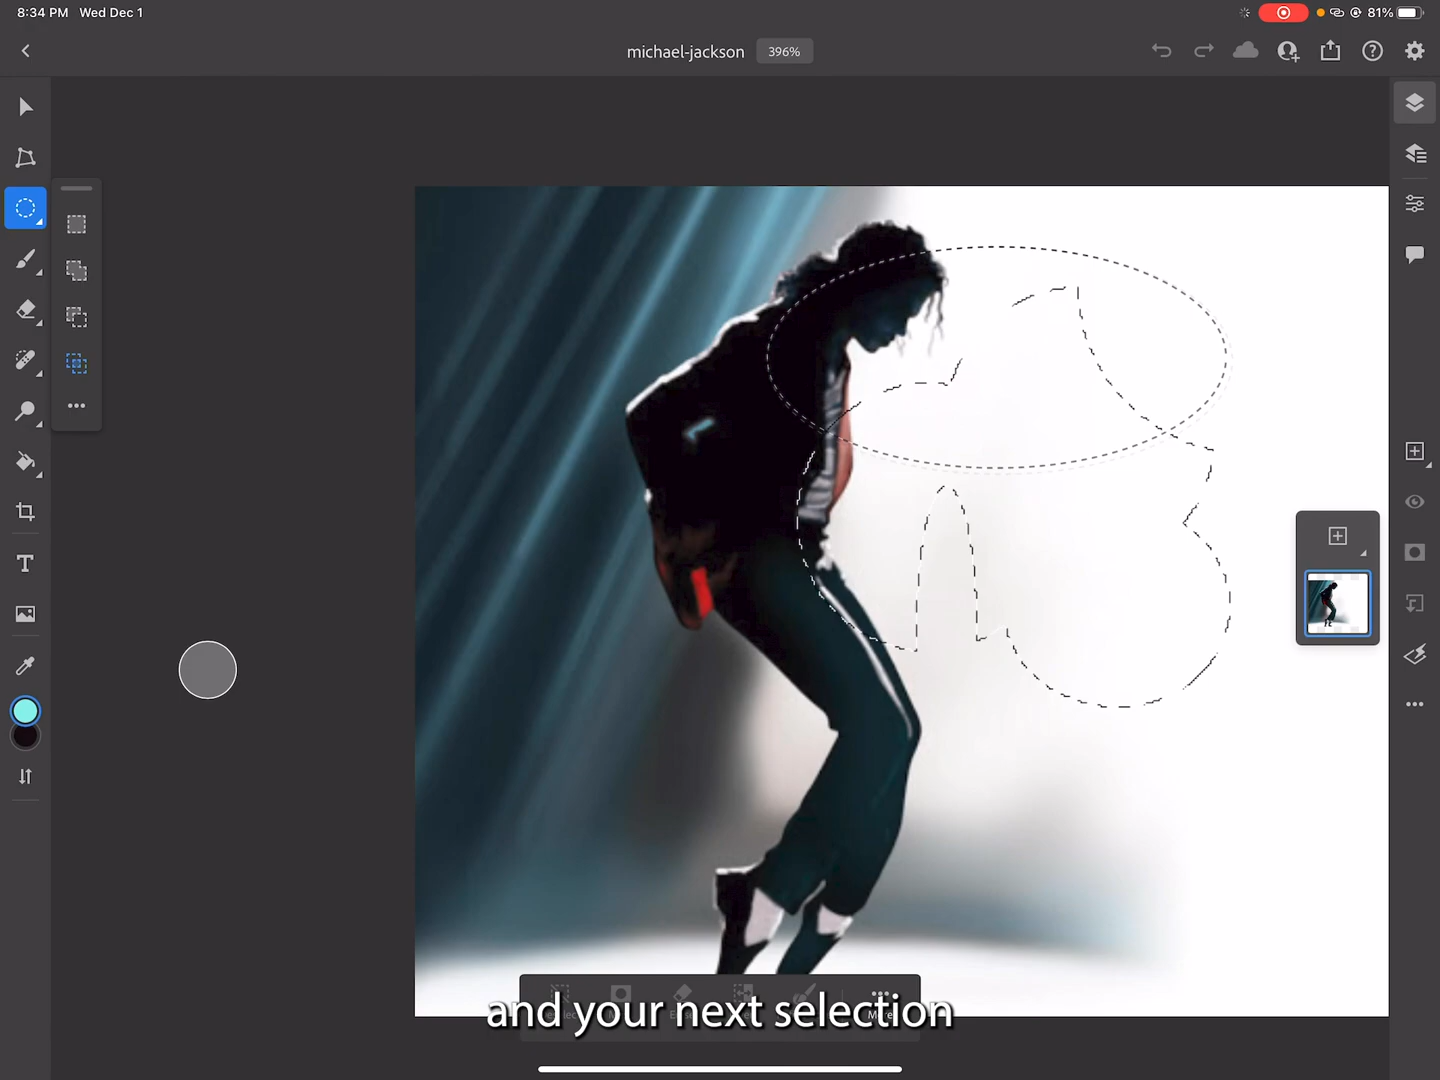 8:34 PM Wed Dec 1
81%
michael-jackson 396%
T
and your next selection